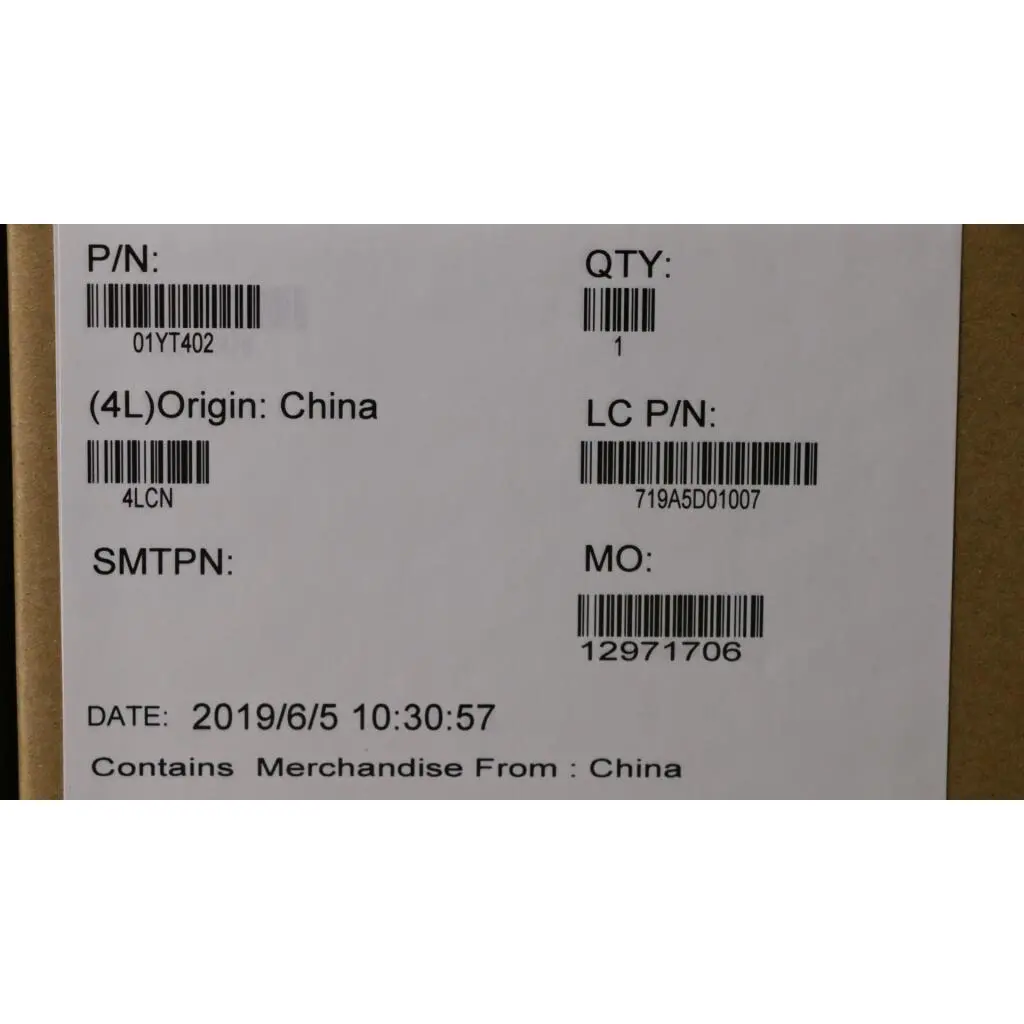 P/N:
01YT402
QTY:
1
(4L)Origin: China
4LCN
LC P/N:
719A5D01007
SMTPN:
MO:
12971706
DATE: 2019/6/5 10:30:57
Contains Merchandise From : China